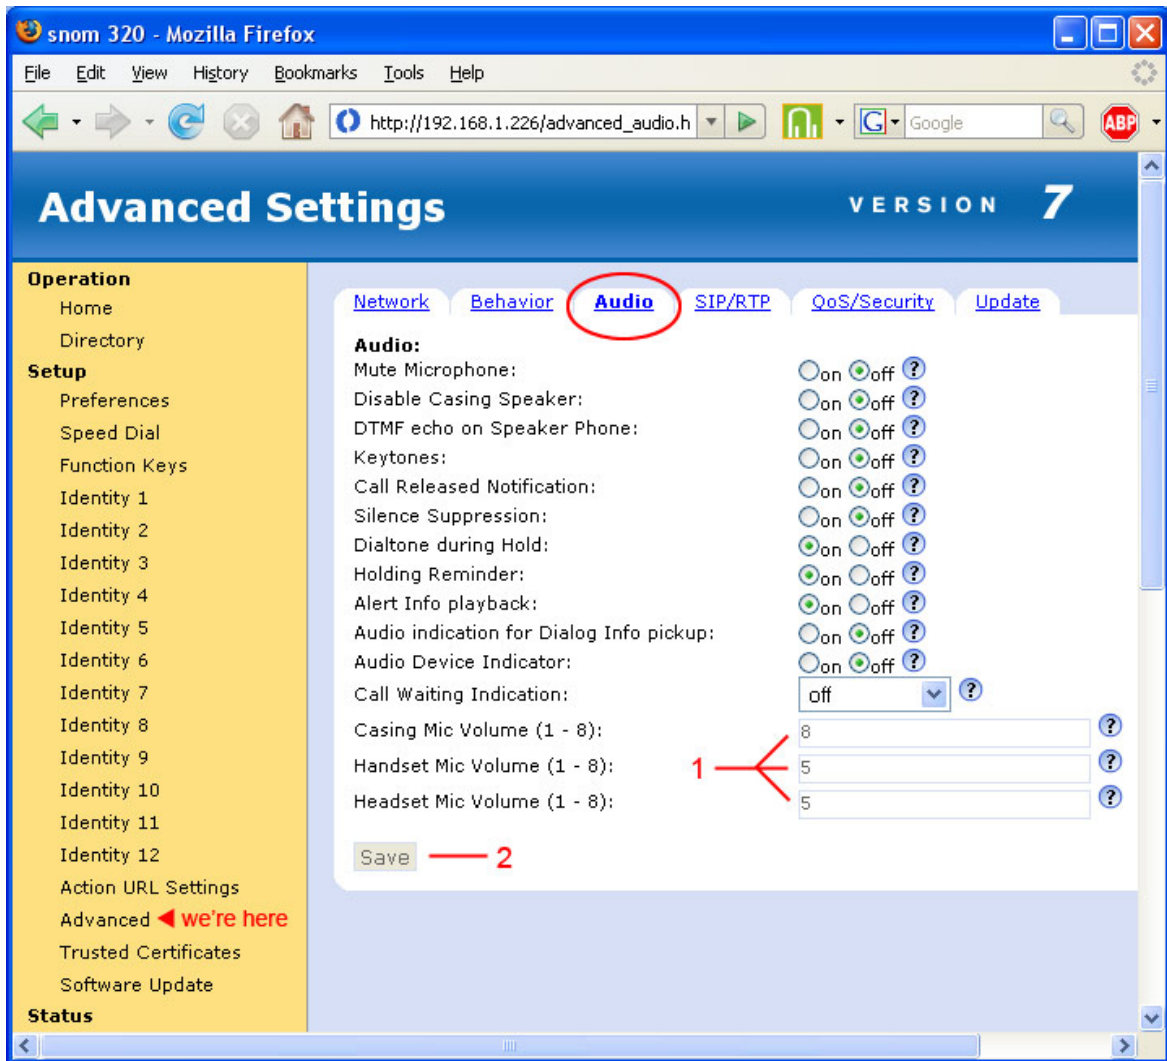 snom 320 - Mozilla Firefox
File Edit View History Bookmarks Tools Help
http://192.168.1.226/advanced_audio.h G Google ABP
Advanced Settings VERSION 7
Operation
Home
Directory
Setup
Preferences
Speed Dial
Function Keys
Identity 1
Identity 2
Identity 3
Identity 4
Identity 5
Identity 6
Identity 7
Identity 8
Identity 9
Identity 10
Identity 11
Identity 12
Action URL Settings
Advanced we're here
Trusted Certificates
Software Update
Status
Network Behavior Audio SIP/RTP QoS/Security Update
Audio:
Mute Microphone: on off ?
Disable Casing Speaker: on off ?
DTMF echo on Speaker Phone: on off ?
Keytones: on off ?
Call Released Notification: on off ?
Silence Suppression: on off ?
Dialtone during Hold: on off ?
Holding Reminder: on off ?
Alert Info playback: on off ?
Audio indication for Dialog Info pickup: on off ?
Audio Device Indicator: on off ?
Call Waiting Indication: off ?
Casing Mic Volume (1 - 8): 8 ?
Handset Mic Volume (1 - 8): 1 5 ?
Headset Mic Volume (1 - 8): 5 ?
Save 2